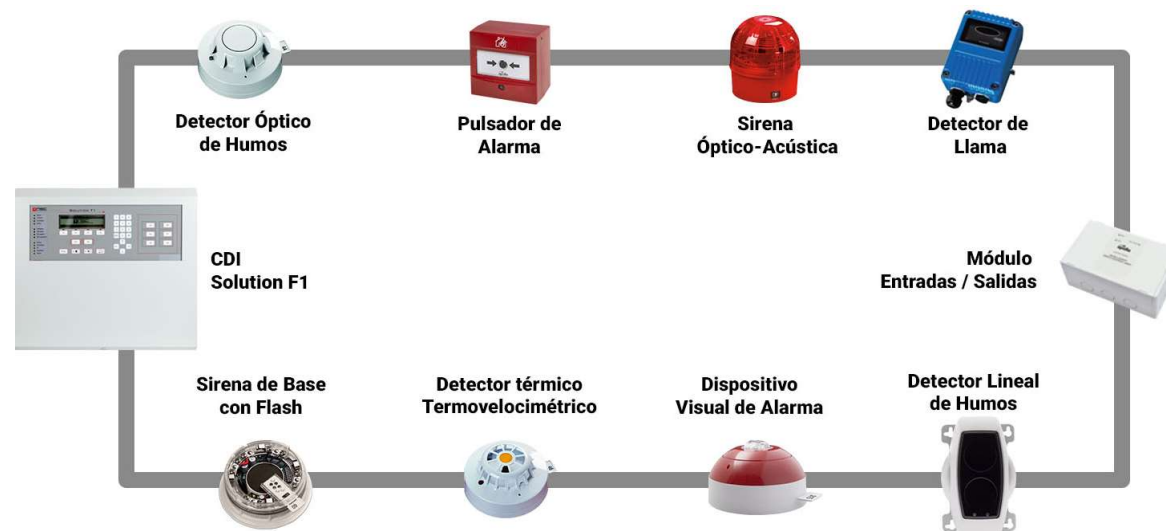 Detector Óptico
de Humos
Pulsador de
Alarma
Sirena
Óptico-Acústica
Detector de
Llama
CDI
Solution F1
Módulo
Entradas / Salidas
Sirena de Base
con Flash
Detector térmico
Termovelocimétrico
Dispositivo
Visual de Alarma
Detector Lineal
de Humos